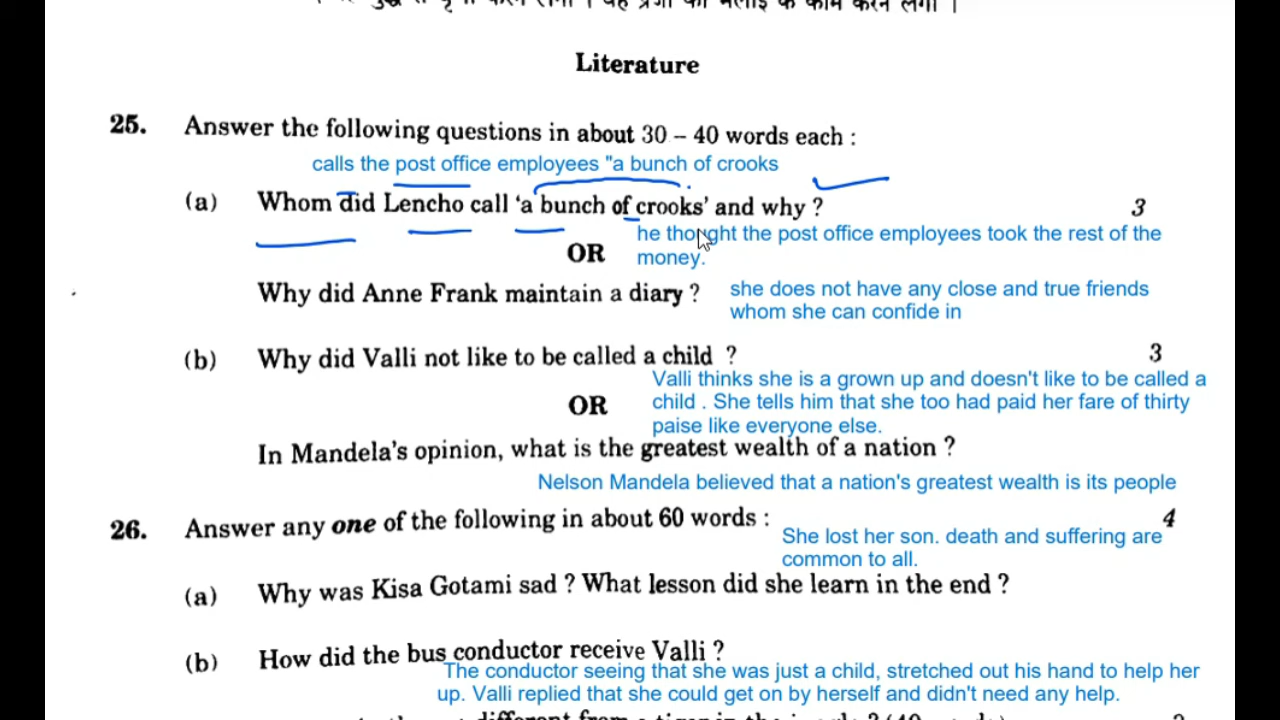 Literature
25. Answer the following questions in about 30 – 40 words each :
calls the post office employees "a bunch of crooks
(a) Whom did Lencho call ‘a bunch of crooks’ and why ? 3
he thought the post office employees took the rest of the
OR money.
Why did Anne Frank maintain a diary ? she does not have any close and true friends
whom she can confide in
(b) Why did Valli not like to be called a child ? 3
Valli thinks she is a grown up and doesn't like to be called a
OR child . She tells him that she too had paid her fare of thirty
paise like everyone else.
In Mandela’s opinion, what is the greatest wealth of a nation ?
Nelson Mandela believed that a nation's greatest wealth is its people
26. Answer any one of the following in about 60 words : 4
She lost her son. death and suffering are
common to all.
(a) Why was Kisa Gotami sad ? What lesson did she learn in the end ?
(b) How did the bus conductor receive Valli ?
The conductor seeing that she was just a child, stretched out his hand to help her
up. Valli replied that she could get on by herself and didn't need any help.